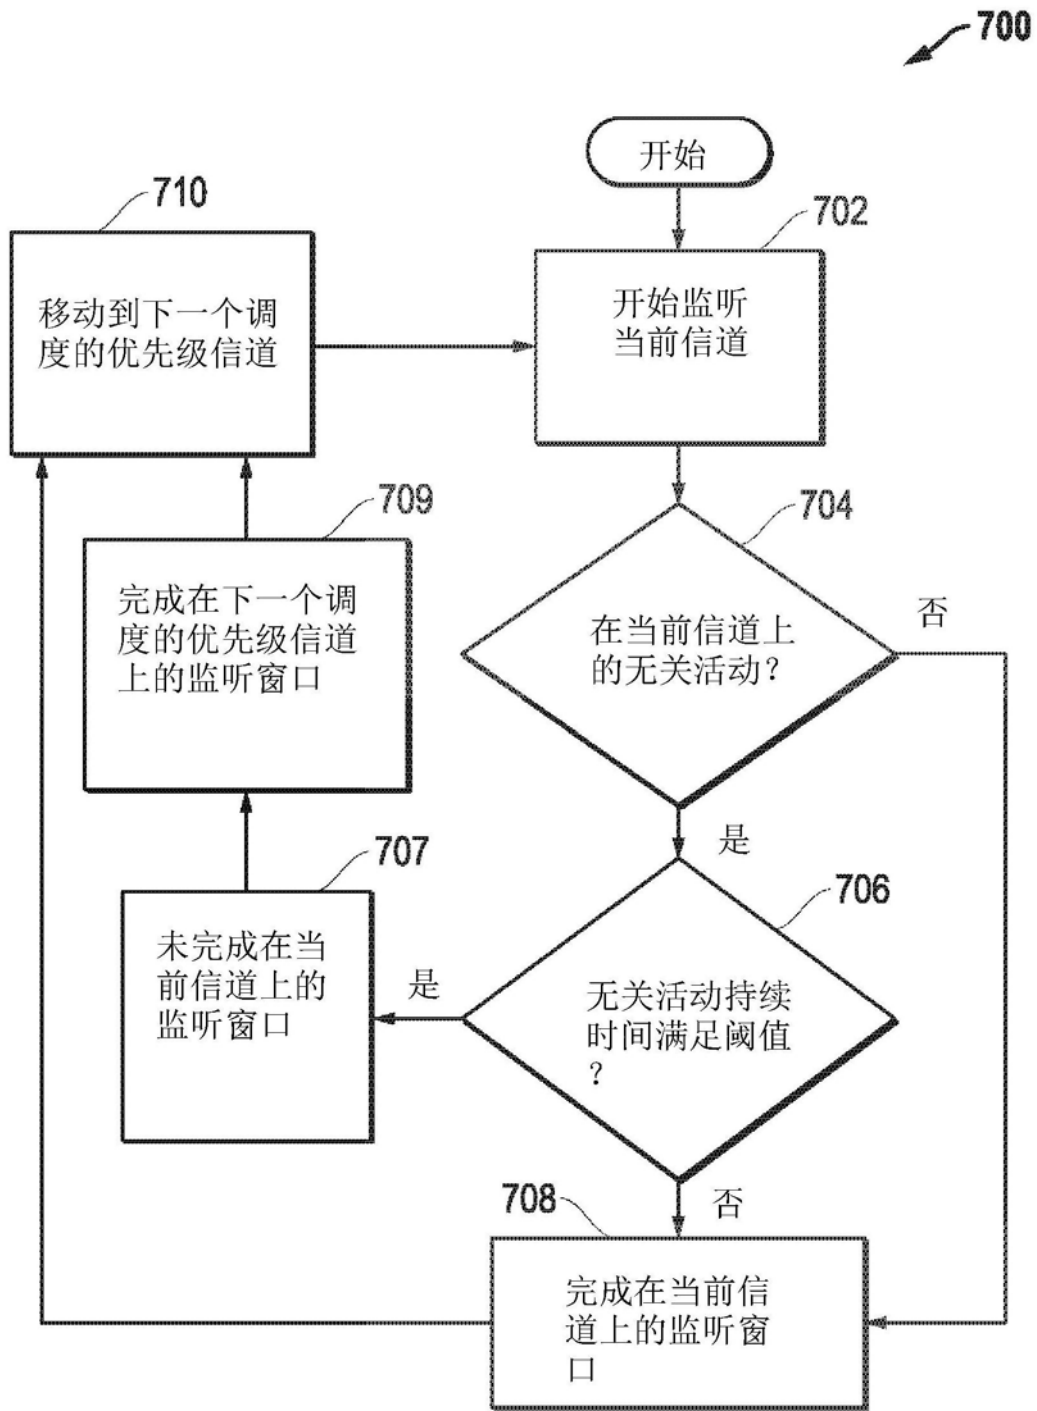 700
开始
710
702
移动到下一个调
度的优先级信道
开始监听
当前信道
709
704
完成在下一个调
度的优先级信道
上的监听窗口
在当前信道上
的无关活动?
否
是
707
706
未完成在当
前信道上的
监听窗口
是
无关活动持续
时间满足阈值
?
708
否
完成在当前信
道上的监听窗
口